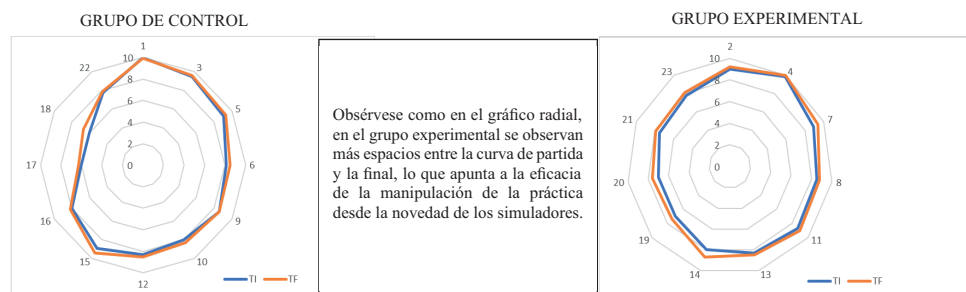 GRUPO DE CONTROL
1
3
5
6
9
10
12
15
16
17
18
22
10
8
6
4
2
0
TI
TF
Obsérvese como en el gráfico radial,
en el grupo experimental se observan
más espacios entre la curva de partida
y la final, lo que apunta a la eficacia
de la manipulación de la práctica
desde la novedad de los simuladores.
GRUPO EXPERIMENTAL
2
4
7
8
11
13
14
19
20
21
23
10
8
6
4
2
0
TI
TF